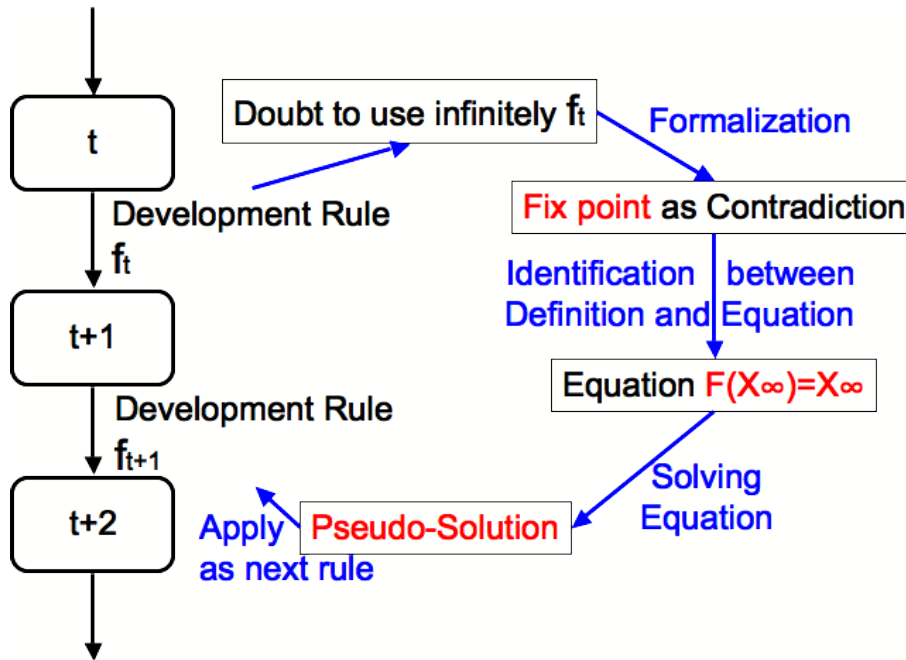 t
Development Rule
ft
t+1
Development Rule
ft+1
t+2
Doubt to use infinitely ft
Formalization
Fix point as Contradiction
Identification between
Definition and Equation
Equation F(X∞)=X∞
Solving
Equation
Pseudo-Solution
Apply
as next rule